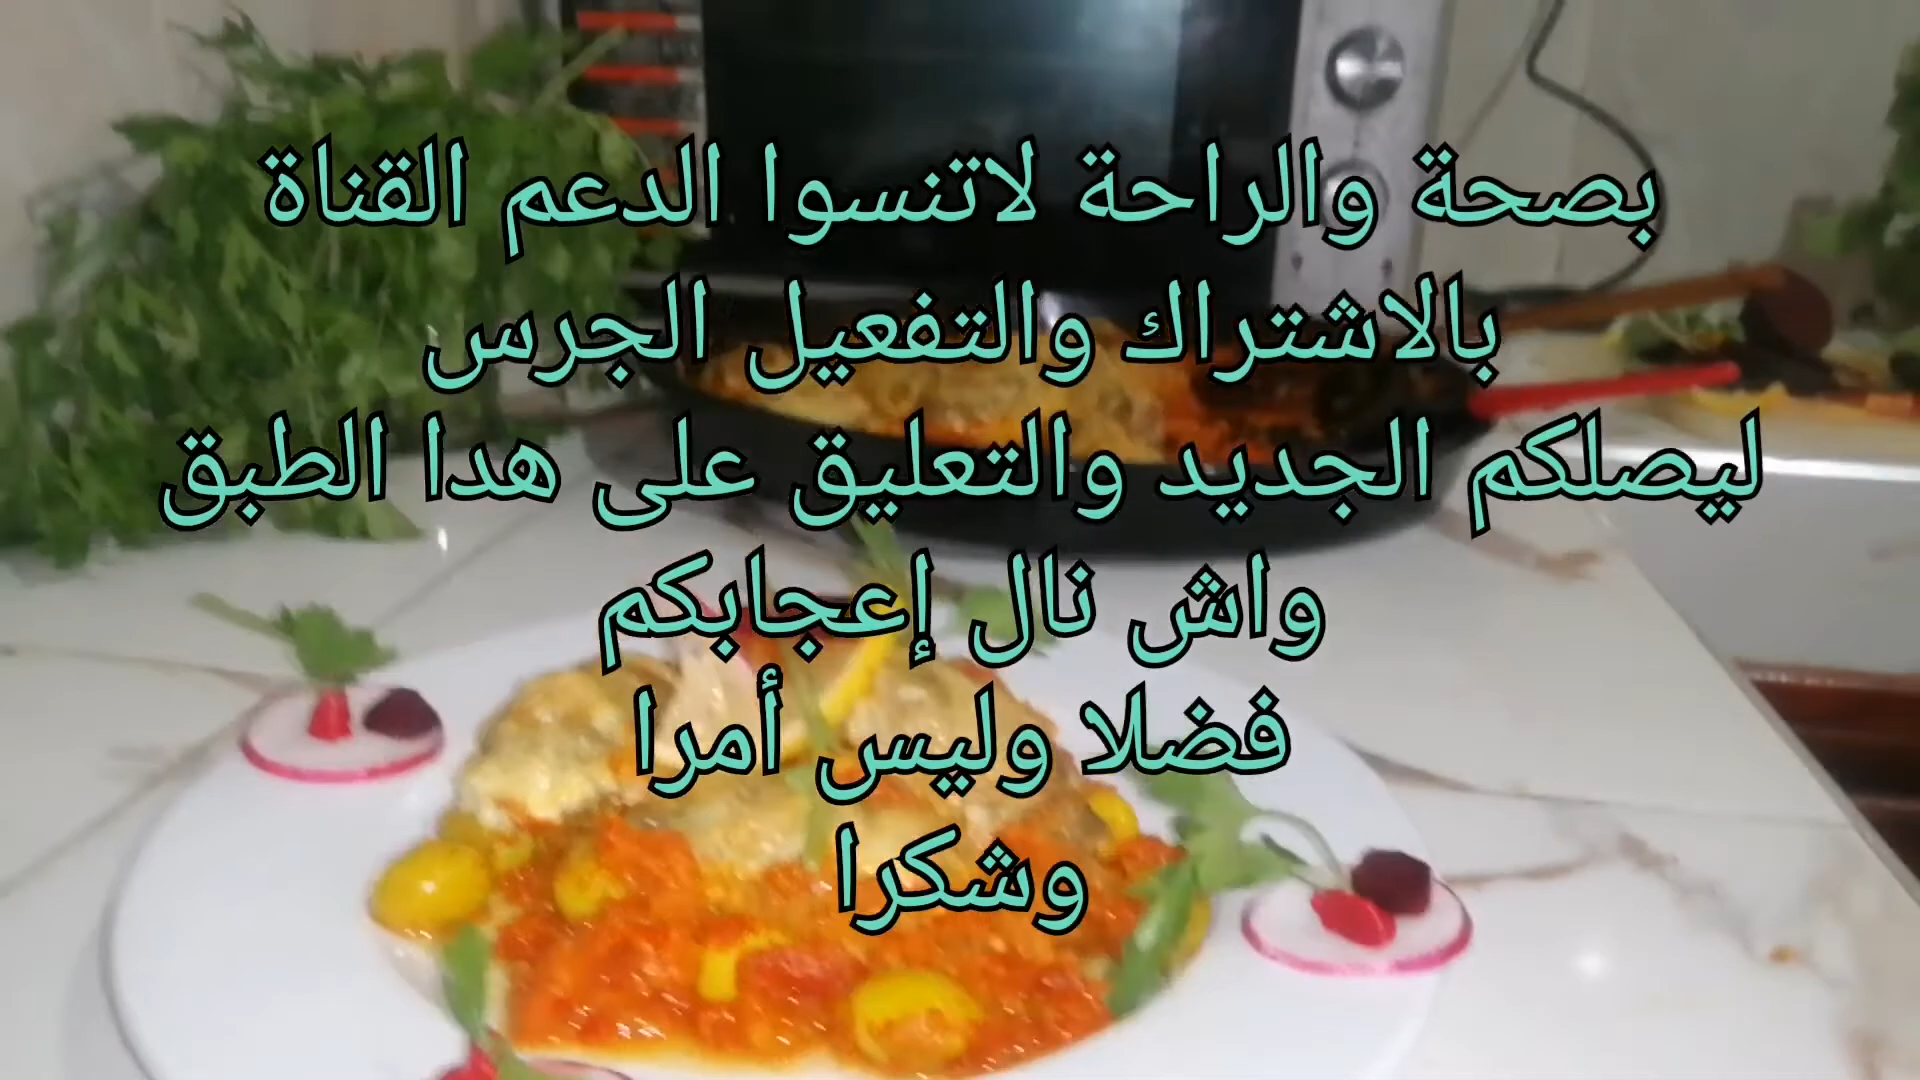 بصحة والراحة لاتنسوا الدعم القناة
بالاشتراك والتفعيل الجرس
ليصلكم الجديد والتعليق على هدا الطبق
واش نال إعجابكم
فضلا وليس أمرا
وشكرا